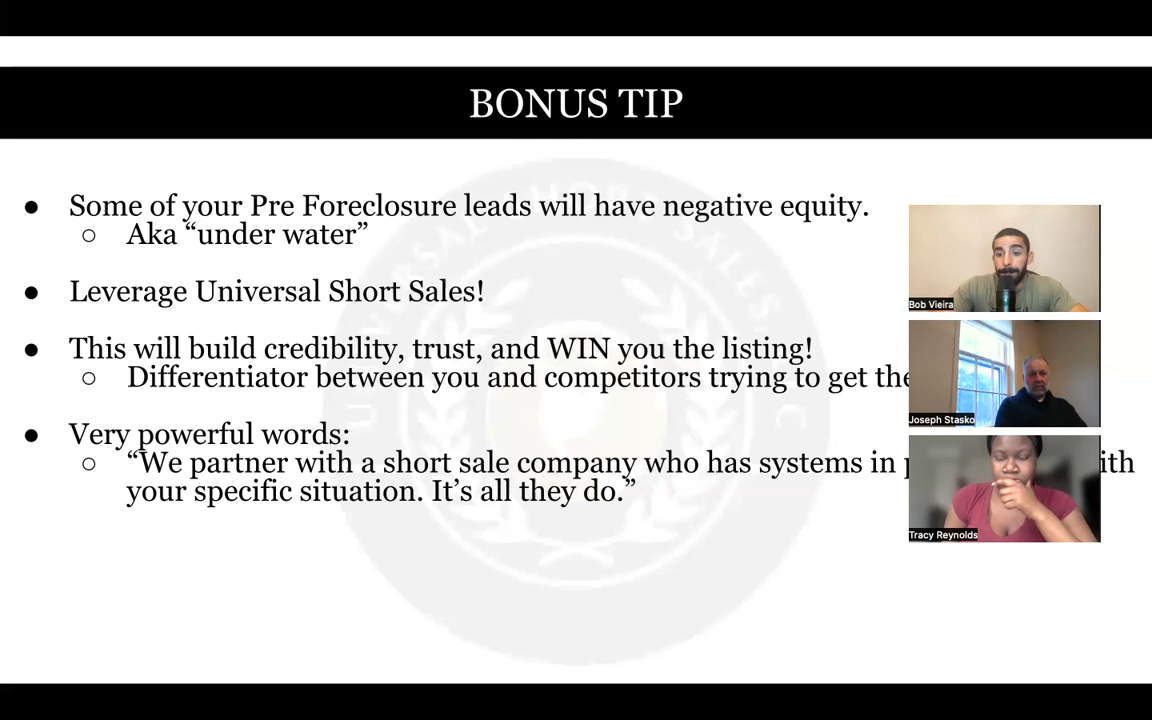 BONUS TIP
● Some of your Pre Foreclosure leads will have negative equity.
○ Aka “under water”
● Leverage Universal Short Sales!
● This will build credibility, trust, and WIN you the listing!
○ Differentiator between you and competitors trying to get the
● Very powerful words:
○ “We partner with a short sale company who has systems in
your specific situation. It’s all they do.”
Bob Vieira
Joseph Stasko
Tracy Reynolds
UNIVERSAL SHORT SALES